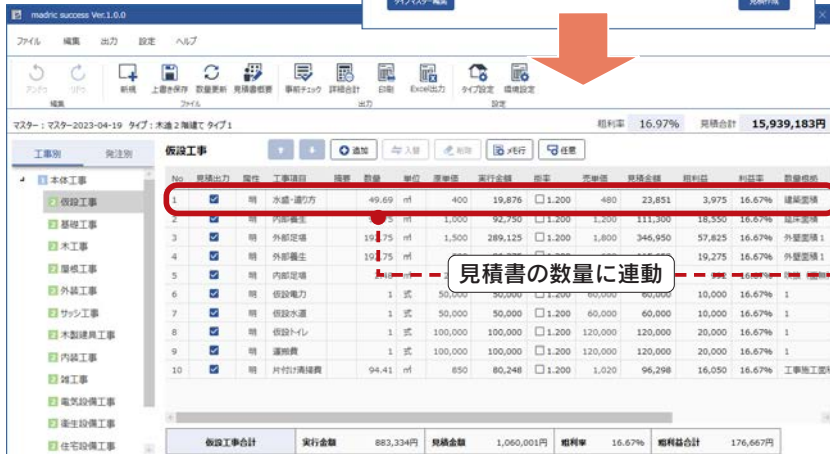 madric success Ver.1.0.0
見積作成
ファイル 編集 出力 設定 ヘルプ
新規 上書き保存 数量更新 見積書概要 事前チェック 詳細合計 印刷 Excel出力 タイプ設定 環境設定
編集 ファイル 出力 設定
マスター：マスター2023-04-19 タイプ：木造2階建て タイプ1 粗利率 16.97% 見積合計 15,939,183円
工事別 発注別 仮設工事 追加 入替 削除 メモ行 任意
No 見積出力 属性 工事項目 摘要 数量 単位 原単価 実行金額 掛率 売単価 見積金額 粗利益 利益率 数量根拠
1 明 水盛・遣り方 49.69 ㎡ 400 19,876 1.200 480 23,851 3,975 16.67% 建築面積
2 明 内部養生 ㎡ 1,000 92,750 1.200 1,200 111,300 18,550 16.67% 延床面積
3 明 外部足場 ㎡ 1,500 289,125 1.200 1,800 346,950 57,825 16.67% 外壁面積1
4 明 外部養生 ㎡ 19,275 16.67% 外壁面積1
5 明 内部足場
見積書の数量に連動
6 明 仮設電力 1 式 50,000 50,000 1.200 60,000 60,000 10,000 16.67% 1
7 明 仮設水道 1 式 50,000 50,000 1.200 60,000 60,000 10,000 16.67% 1
8 明 仮設トイレ 1 式 100,000 100,000 1.200 120,000 120,000 20,000 16.67% 1
9 明 運搬費 1 式 100,000 100,000 1.200 120,000 120,000 20,000 16.67% 1
10 明 片付け清掃費 94.41 ㎡ 850 80,248 1.200 1,020 96,298 16,050 16.67% 工事施工面積
1 本体工事
2 仮設工事
2 基礎工事
2 木工事
2 屋根工事
2 外装工事
2 サッシ工事
2 木製建具工事
2 内装工事
2 雑工事
2 電気設備工事
2 衛生設備工事
2 住宅設備工事
仮設工事合計 実行金額 883,334円 見積金額 1,060,001円 粗利率 16.67% 粗利益合計 176,667円